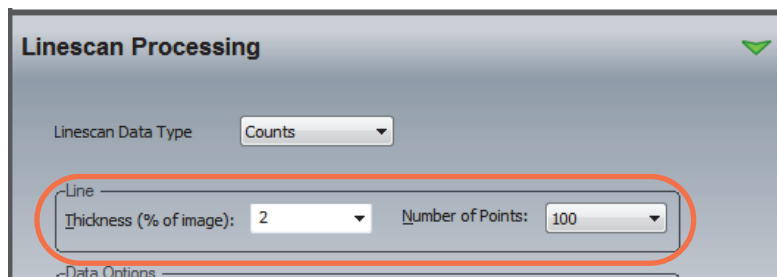 Linescan Processing
Linescan Data Type Counts
Line
Thickness (% of image): 2 Number of Points: 100
Data Options